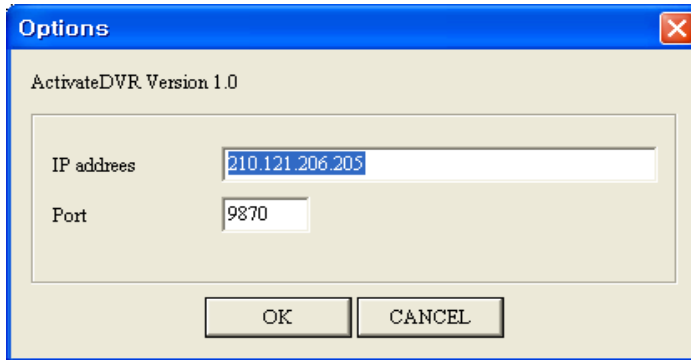 Options
ActivateDVR Version 1.0
IP addrees 210.121.206.205
Port 9870
OK CANCEL